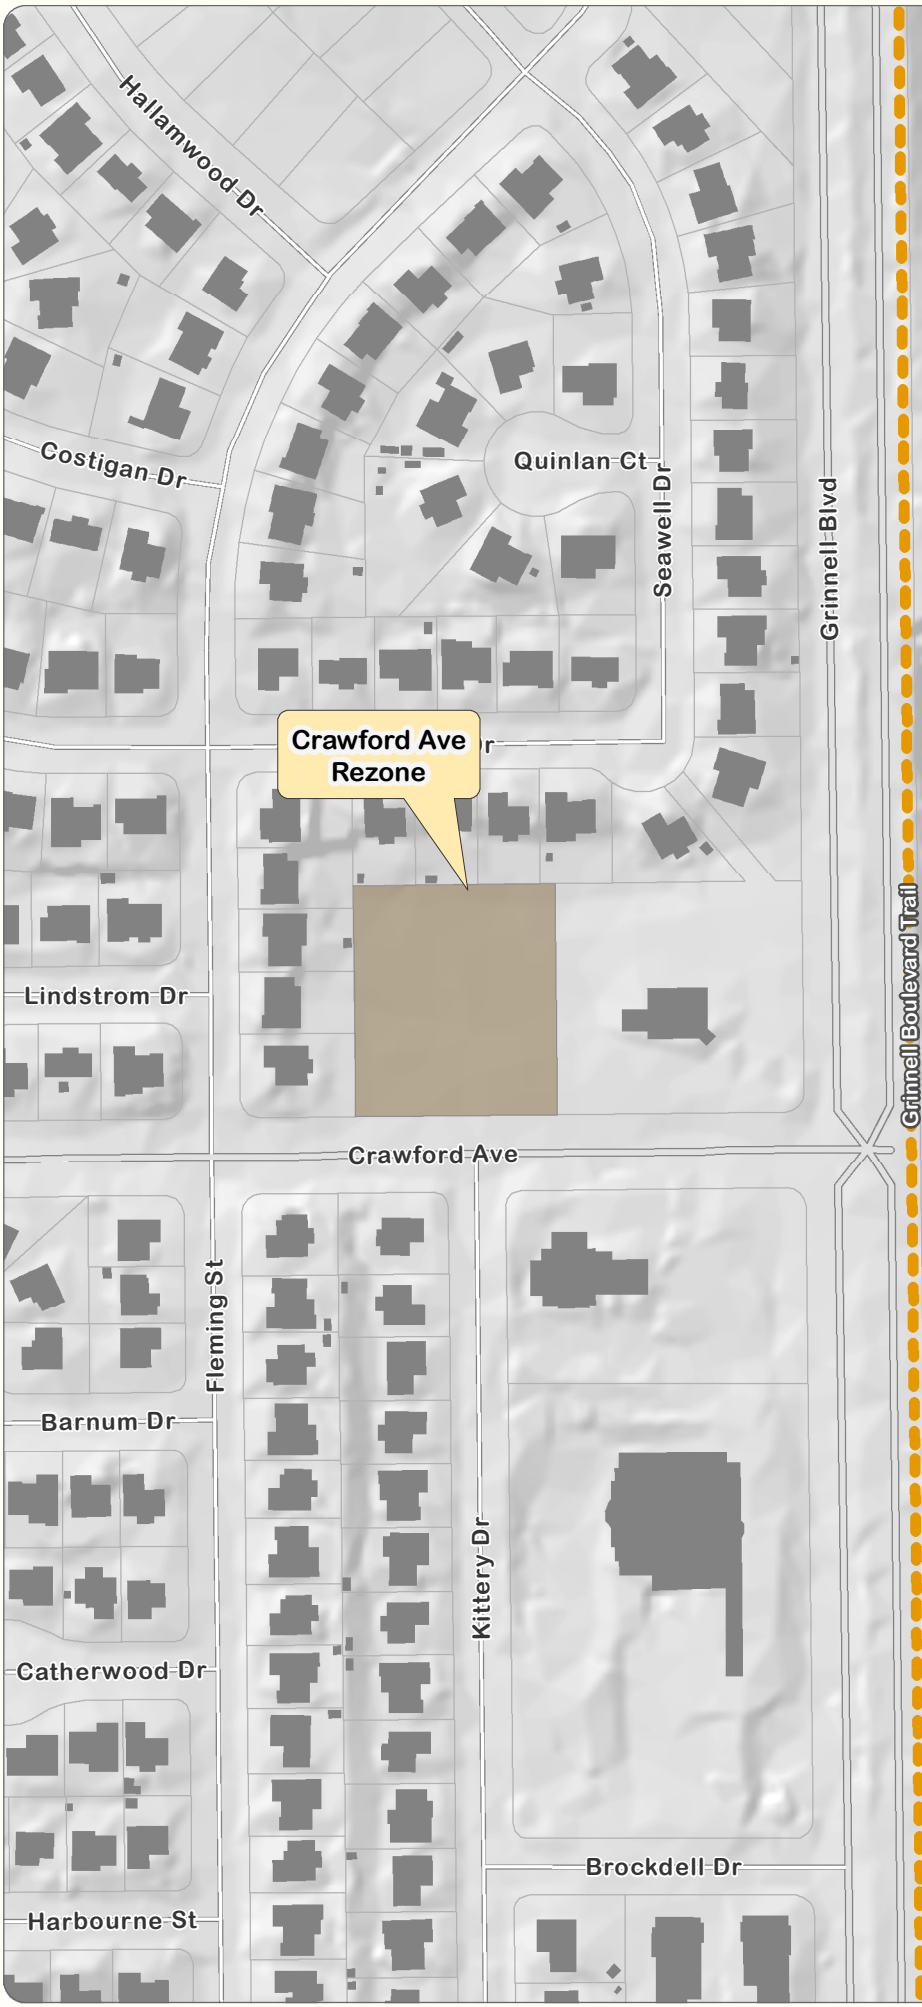 Hallamwood Dr
Costigan Dr
Quinlan Ct
Seawell Dr
Grinnell Blvd
Crawford Ave
Rezone
Dr
Grinnell Boulevard Trail
Lindstrom Dr
Crawford Ave
Fleming St
Barnum Dr
Kittery Dr
Catherwood Dr
Brockdell Dr
Harbourne St